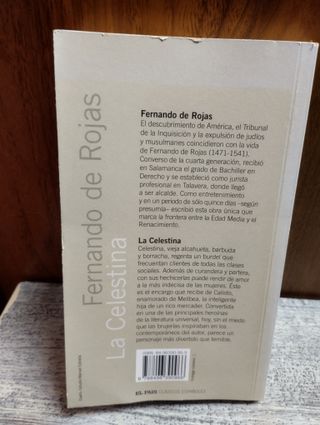 Fernando de Rojas
La Celestina
Fernando de Rojas
El descubrimiento de América, el Tribunal
de la Inquisición y la expulsión de judíos
y musulmanes coincidieron con la vida
de Fernando de Rojas (1471-1541).
Converso de la cuarta generación, recibió
en Salamanca el grado de Bachiller en
Derecho y se estableció como jurista
profesional en Talavera, donde llegó
a ser alcalde. Como entretenimiento
y en un periodo de sólo quince días –según
presumía– escribió esta obra única que
marca la frontera entre la Edad Media y el
Renacimiento.
La Celestina
Celestina, vieja alcahueta, barbuda
y borracha, regenta un burdel que
frecuentan clientes de todas las clases
sociales. Además de curandera y partera,
con sus hechicerías puede rendir de amor
a la más indecisa de las mujeres. Éste
es el encargo que recibe de Calisto,
enamorado de Melibea, la inteligente
hija de un rico mercader. Convertida
en una de las principales heroínas
de la literatura universal, hoy, sin el miedo
que las brujerías inspiraban en los
contemporáneos del autor, parece un
personaje más divertido que temible.
EL PAIS CLÁSICOS ESPAÑOLES